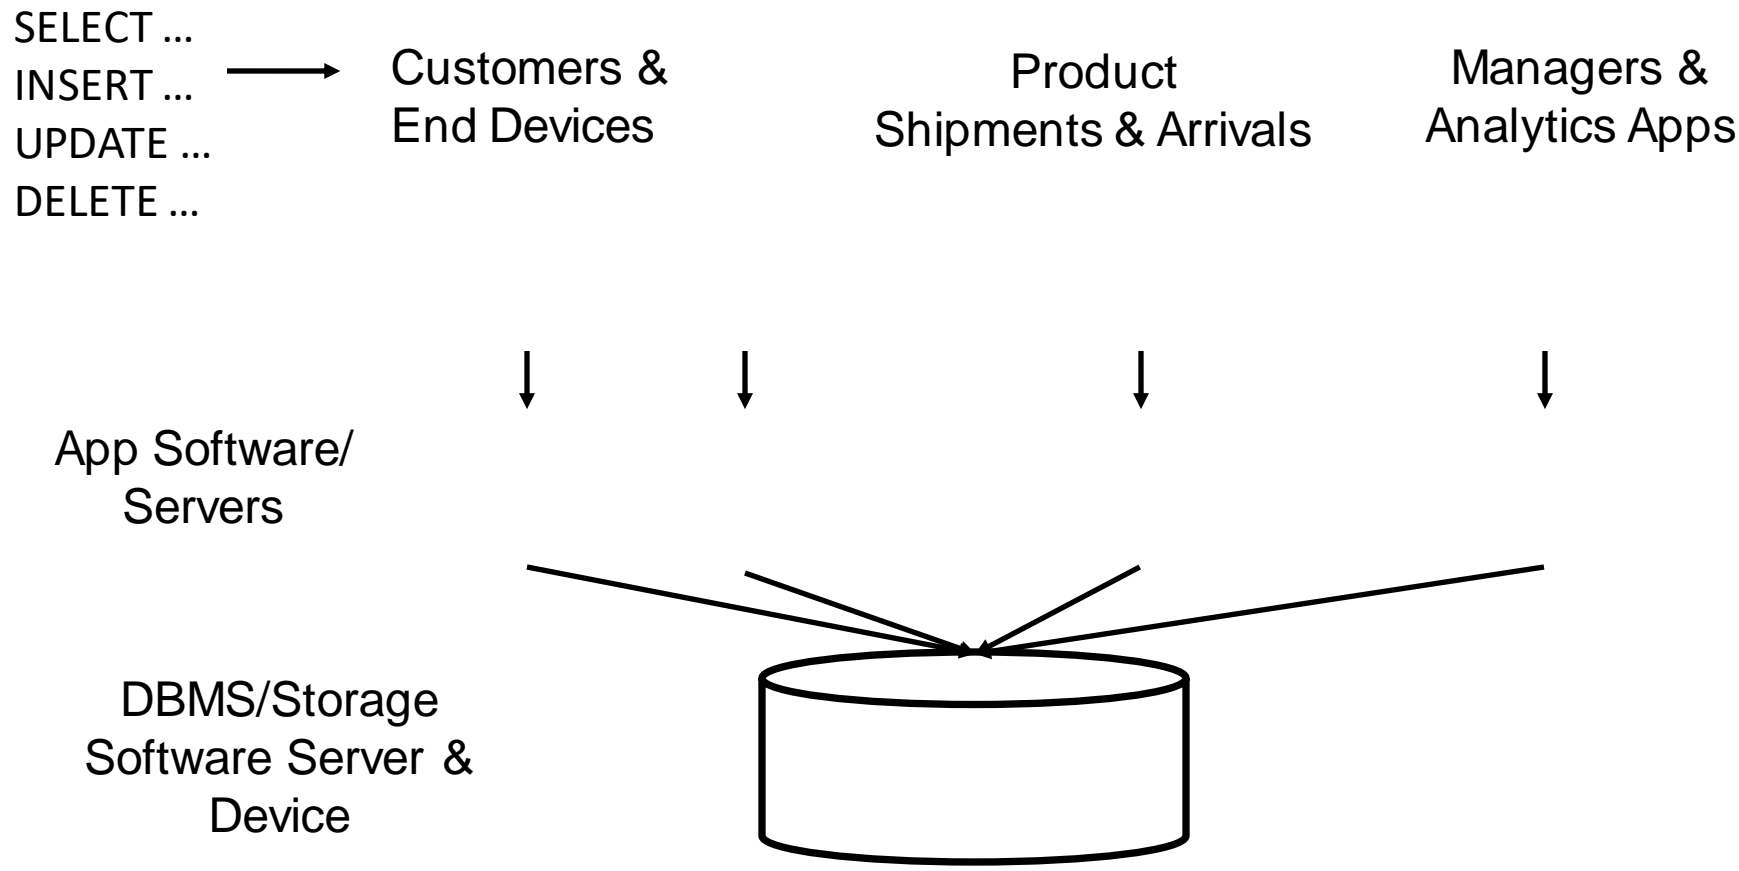 SELECT ...
INSERT ...
UPDATE ...
DELETE ...
Customers &
End Devices
Product
Shipments & Arrivals
Managers &
Analytics Apps
App Software/
Servers
DBMS/Storage
Software Server &
Device